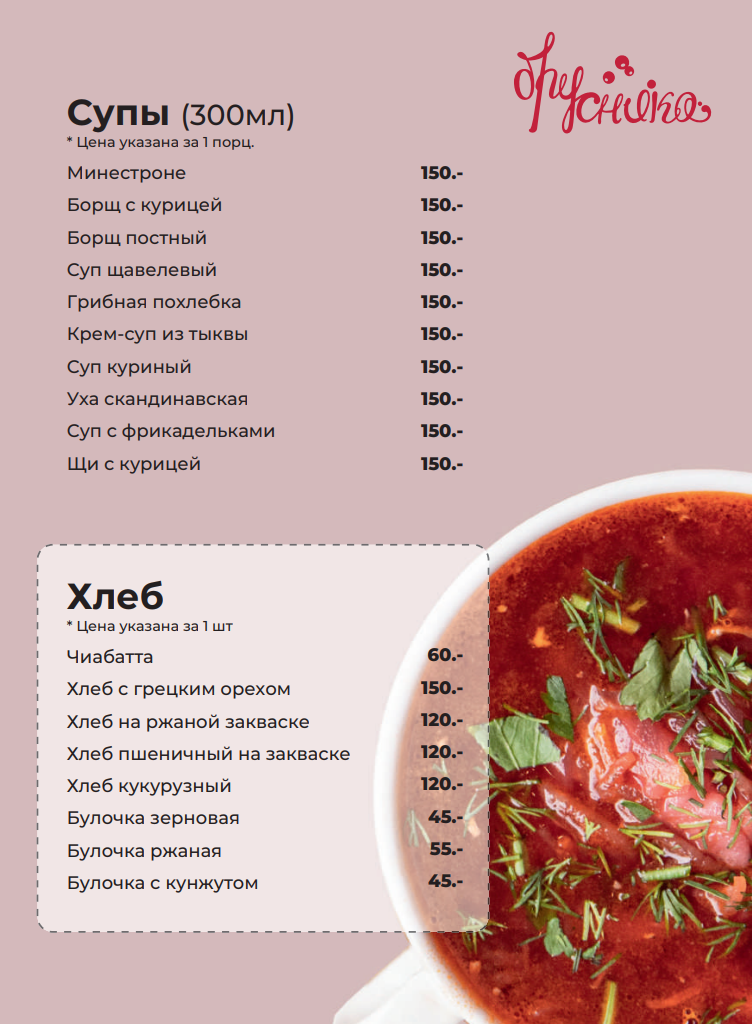 брусника
Супы (300мл)
* Цена указана за 1 порц.
Минестроне 150.-
Борщ с курицей 150.-
Борщ постный 150.-
Суп щавелевый 150.-
Грибная похлебка 150.-
Крем-суп из тыквы 150.-
Суп куриный 150.-
Уха скандинавская 150.-
Суп с фрикадельками 150.-
Щи с курицей 150.-
Хлеб
* Цена указана за 1 шт
Чиабатта 60.-
Хлеб с грецким орехом 150.-
Хлеб на ржаной закваске 120.-
Хлеб пшеничный на закваске 120.-
Хлеб кукурузный 120.-
Булочка зерновая 45.-
Булочка ржаная 55.-
Булочка с кунжутом 45.-